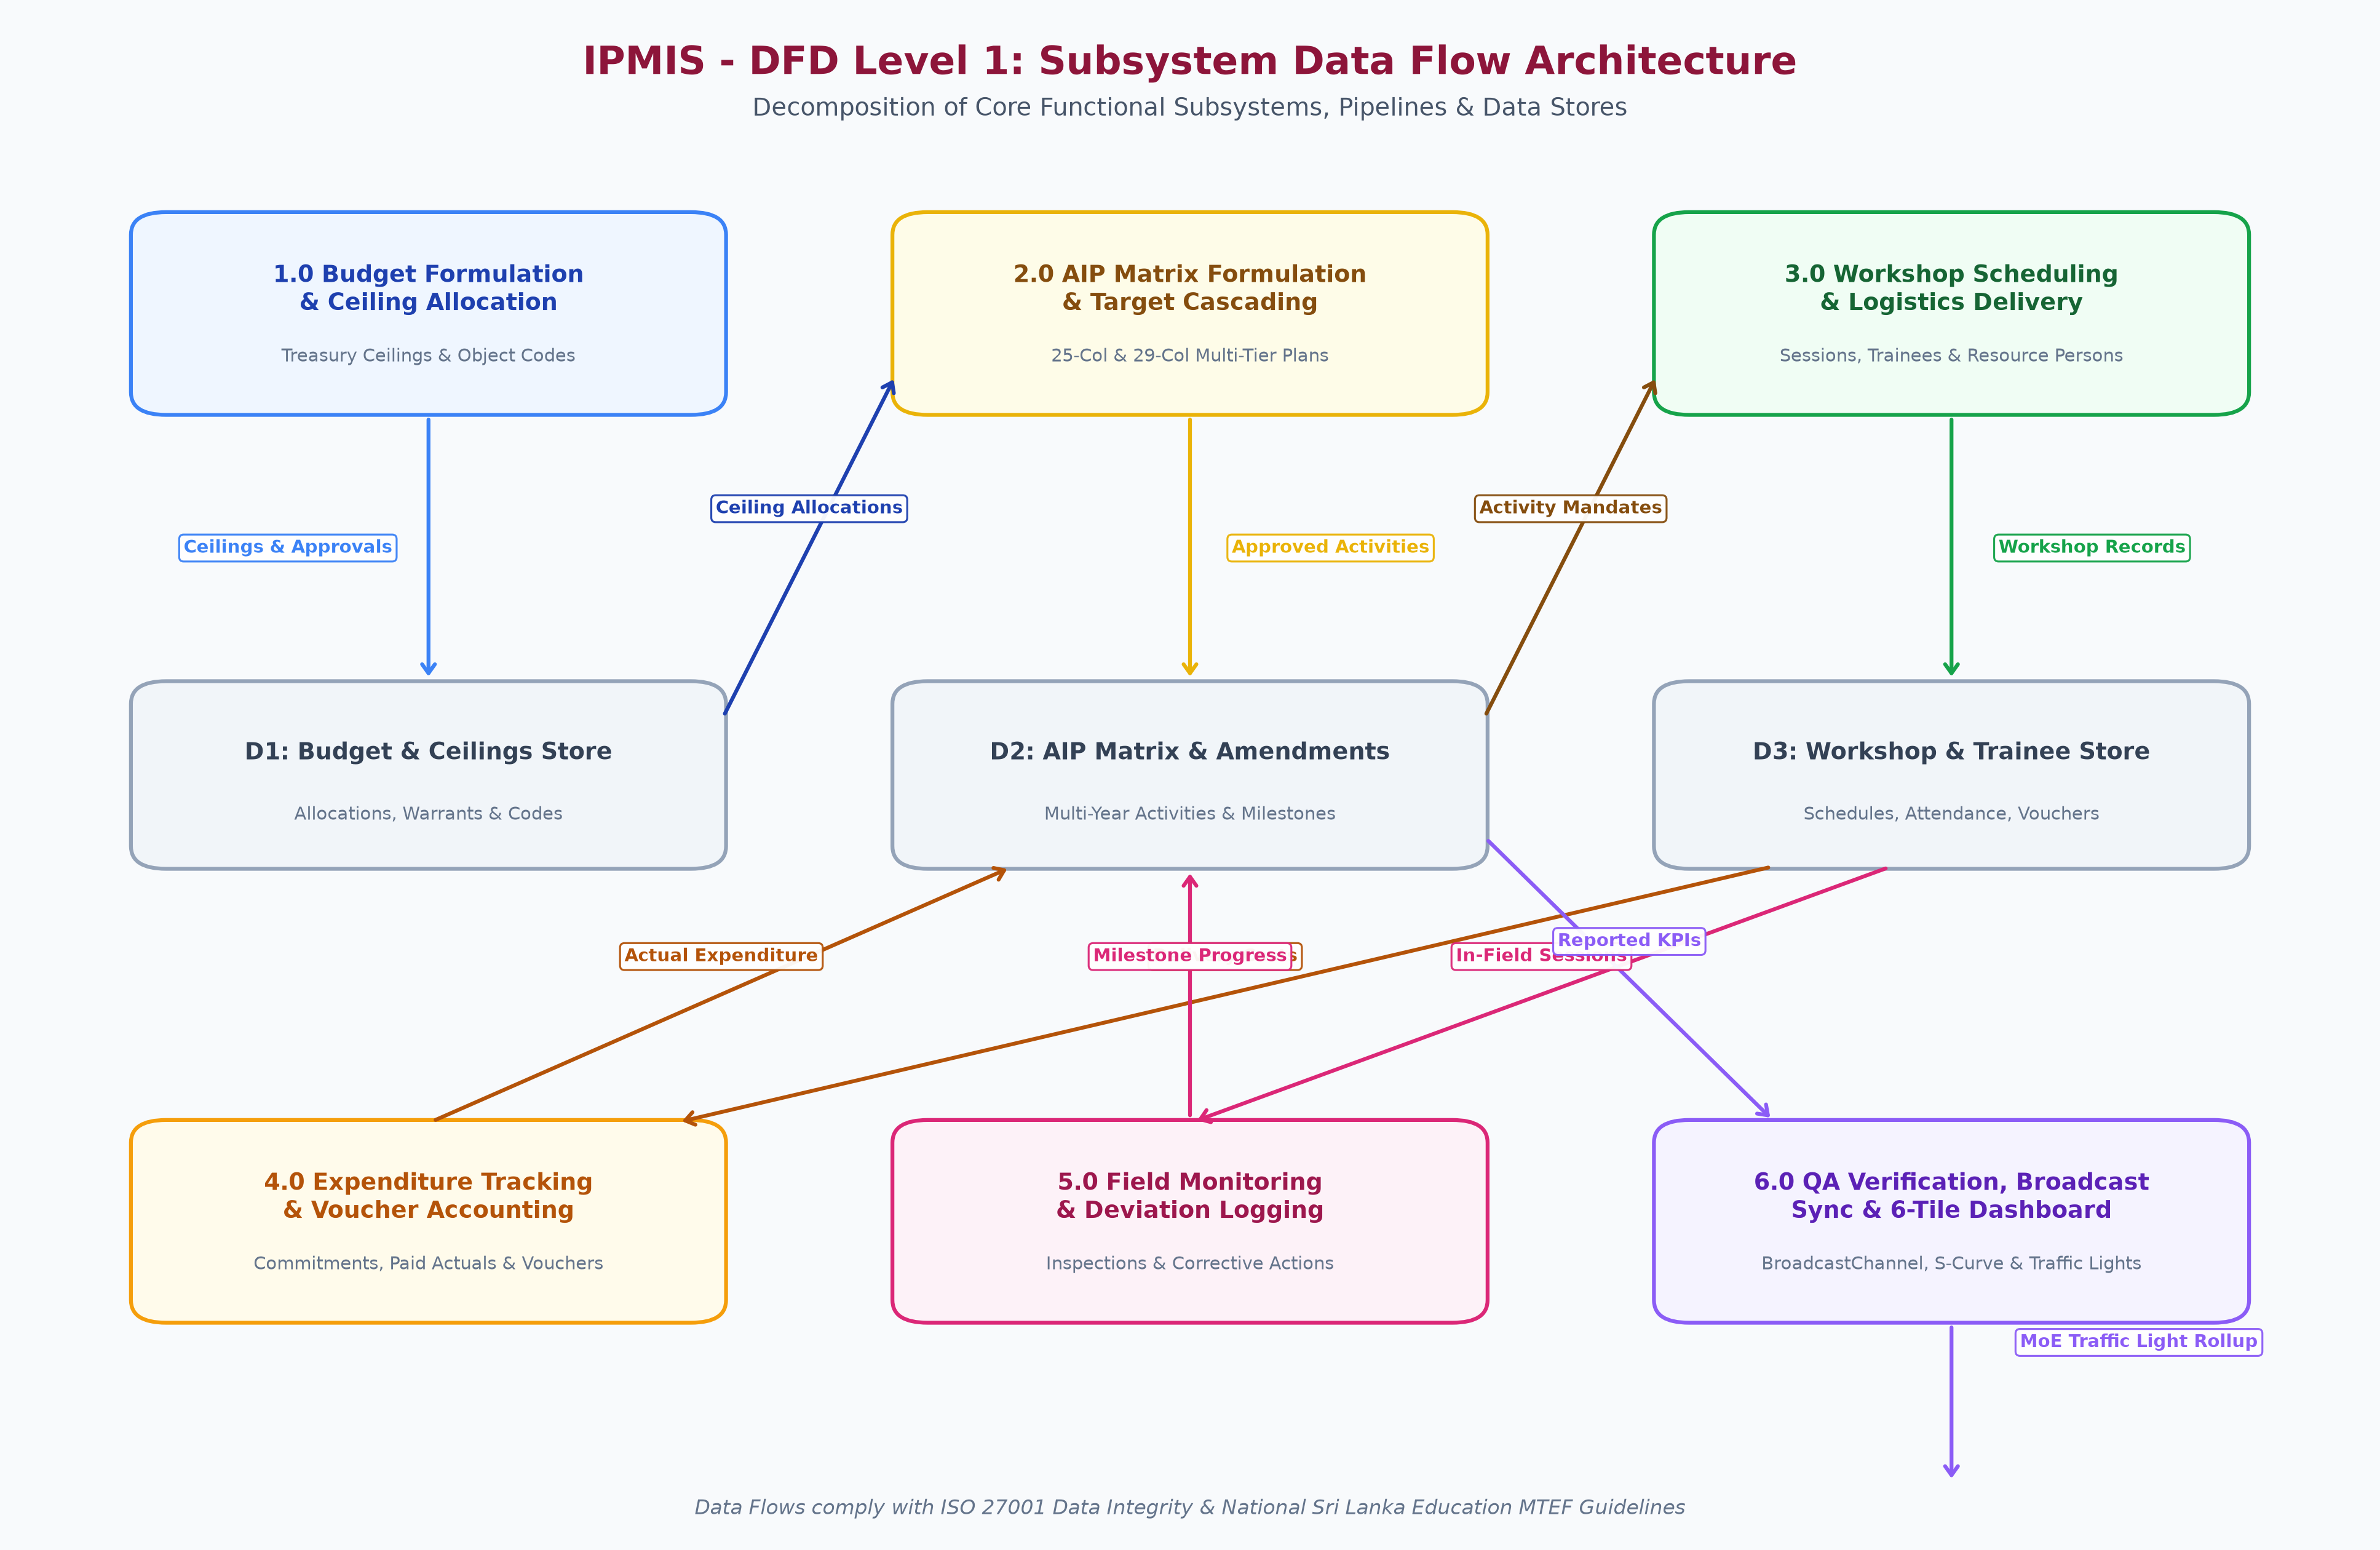 IPMIS - DFD Level 1: Subsystem Data Flow Architecture
Decomposition of Core Functional Subsystems, Pipelines & Data Stores
1.0 Budget Formulation
& Ceiling Allocation
Treasury Ceilings & Object Codes
2.0 AIP Matrix Formulation
& Target Cascading
25-Col & 29-Col Multi-Tier Plans
3.0 Workshop Scheduling
& Logistics Delivery
Sessions, Trainees & Resource Persons
Ceiling Allocations
Activity Mandates
Ceilings & Approvals
Approved Activities
Workshop Records
D1: Budget & Ceilings Store
Allocations, Warrants & Codes
D2: AIP Matrix & Amendments
Multi-Year Activities & Milestones
D3: Workshop & Trainee Store
Schedules, Attendance, Vouchers
Actual Expenditure
Milestone Progress
In-Field Sessions
Reported KPIs
4.0 Expenditure Tracking
& Voucher Accounting
Commitments, Paid Actuals & Vouchers
5.0 Field Monitoring
& Deviation Logging
Inspections & Corrective Actions
6.0 QA Verification, Broadcast
Sync & 6-Tile Dashboard
BroadcastChannel, S-Curve & Traffic Lights
MoE Traffic Light Rollup
Data Flows comply with ISO 27001 Data Integrity & National Sri Lanka Education MTEF Guidelines